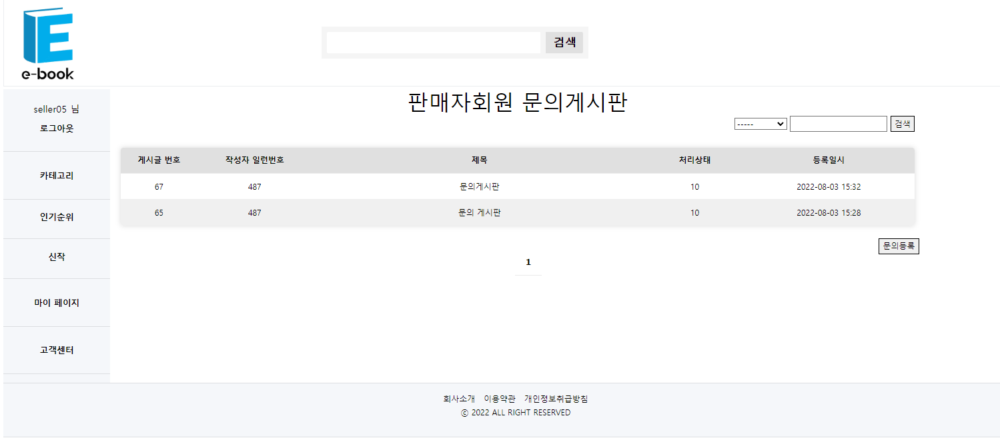 E
e-book
검색
seller05 님
로그아웃
카테고리
인기순위
신작
마이 페이지
고객센터
판매자회원 문의게시판
----- 검색
게시글 번호 작성자 일련번호 제목 처리상태 등록일시
67 487 문의게시판 10 2022-08-03 15:32
65 487 문의 게시판 10 2022-08-03 15:28
문의등록
1
회사소개 이용약관 개인정보취급방침
ⓒ 2022 ALL RIGHT RESERVED